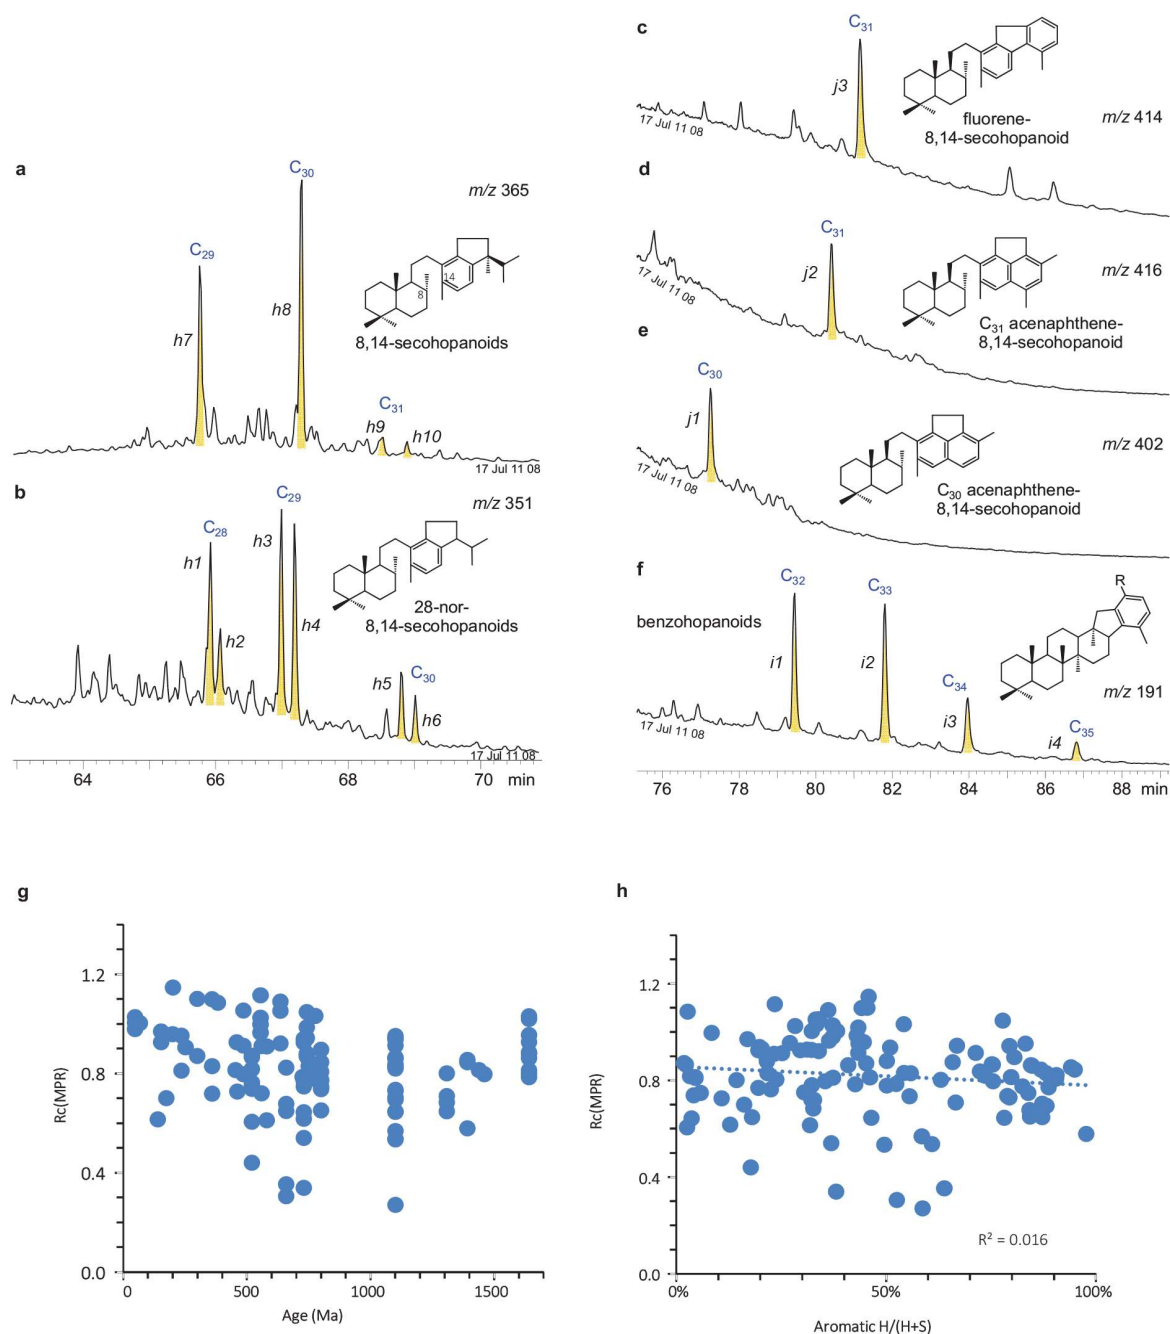 a
C30
m/z 365
C29
h8
h7
14
8
8,14-secohopanoids
C31
h9
h10
17 Jul 11 08
b
C29
m/z 351
C28
h3
h1
h2
h4
28-nor-
8,14-secohopanoids
h5
C30
h6
17 Jul 11 08
64
66
68
70
min
c
C31
j3
17 Jul 11 08
fluorene-
8,14-secohopanoid
m/z 414
d
C31
j2
17 Jul 11 08
m/z 416
C31 acenaphthene-
8,14-secohopanoid
e
C30
j1
17 Jul 11 08
m/z 402
C30 acenaphthene-
8,14-secohopanoid
f
benzohopanoids
C32
C33
R
i1
i2
C34
m/z 191
i3
C35
i4
17 Jul 11 08
76
78
80
82
84
86
88
min
g
Rc(MPR)
1.2
0.8
0.4
0.0
0
500
1000
1500
Age (Ma)
h
Rc(MPR)
1.2
0.8
0.4
0.0
R² = 0.016
0%
50%
100%
Aromatic H/(H+S)